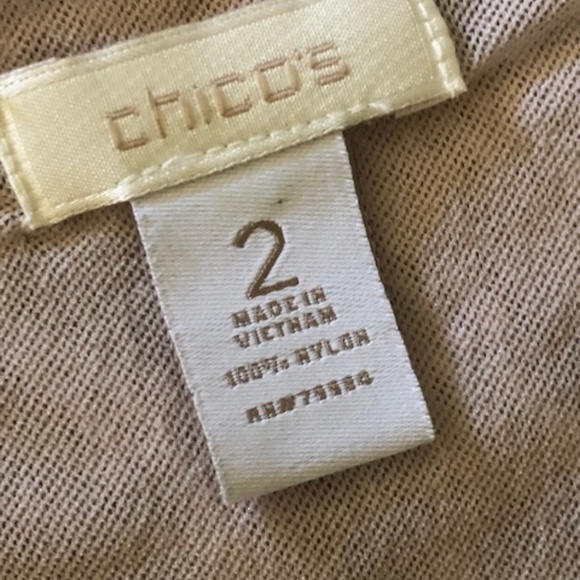 chico's
2
MADE IN
VIETNAM
100% NYLON